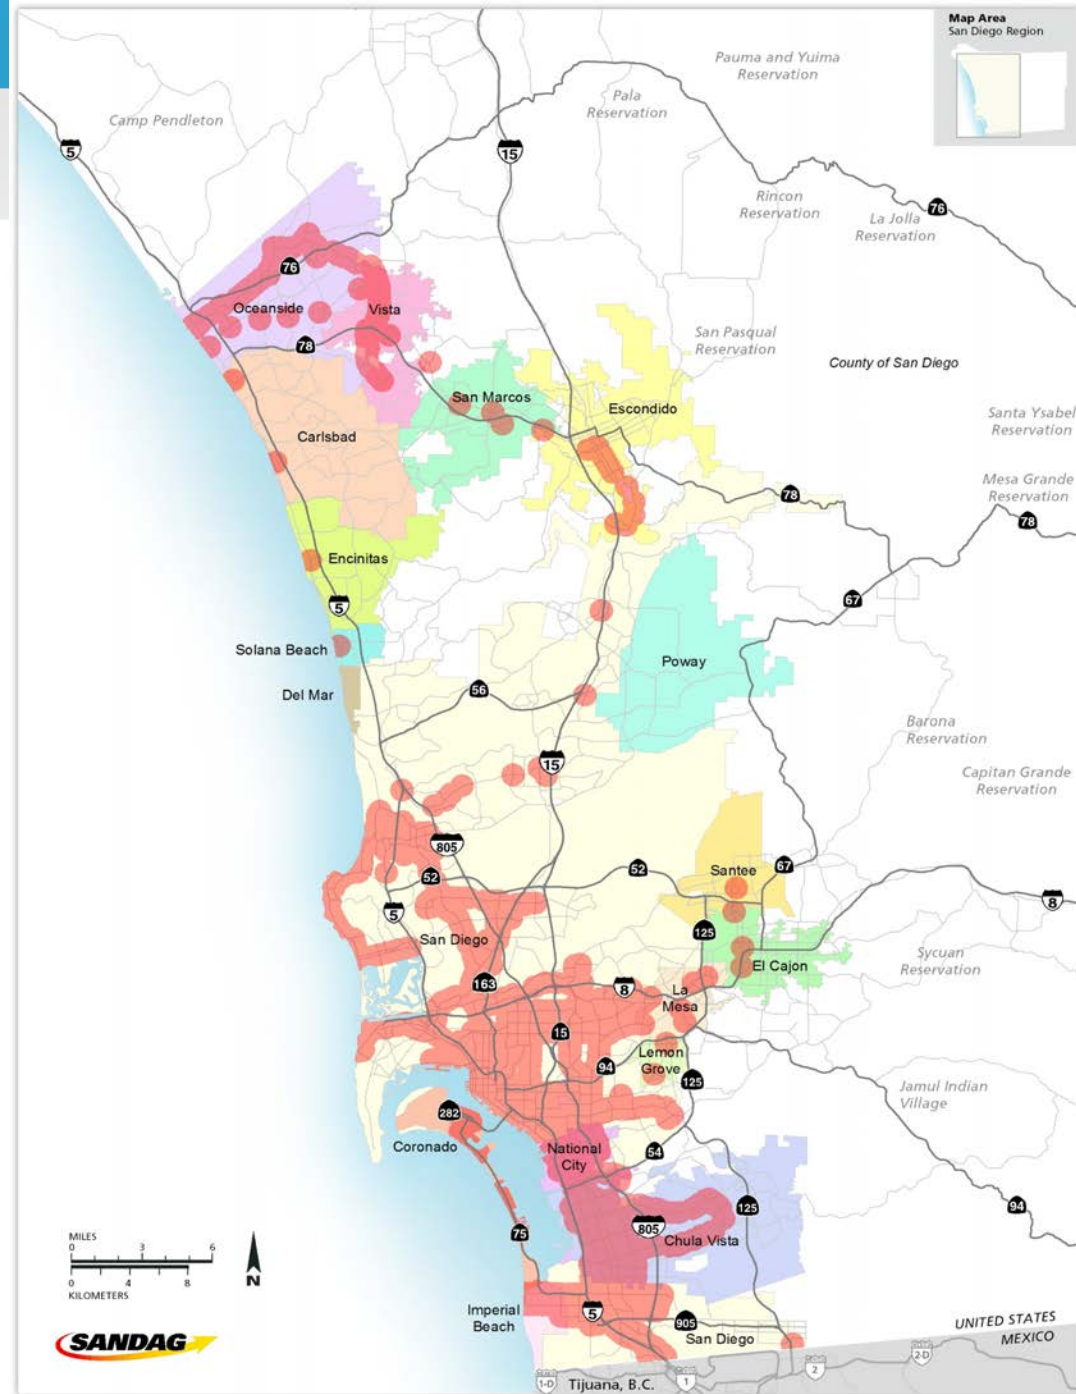 Map Area
San Diego Region
Pauma and Yuima
Reservation
Pala
Reservation
Camp Pendleton
5
15
Rincon
Reservation
La Jolla
Reservation
76
76
Oceanside
Vista
78
San Pasqual
Reservation
County of San Diego
San Marcos
Escondido
Santa Ysabel
Reservation
Carlsbad
Mesa Grande
Reservation
78
78
Encinitas
5
67
Solana Beach
Poway
Del Mar
56
Barona
Reservation
15
Capitan Grande
Reservation
805
52
52
Santee
67
8
5
San Diego
125
El Cajon
Sycuan
Reservation
163
8
La
Mesa
15
94
Lemon
Grove
125
Jamul Indian
Village
282
Coronado
National
City
54
125
94
75
805
Chula Vista
MILES
0 3 6
0 4 8
KILOMETERS
N
Imperial
Beach
5
905
San Diego
UNITED STATES
MEXICO
SANDAG
1-D
Tijuana, B.C.
1
2
2-D